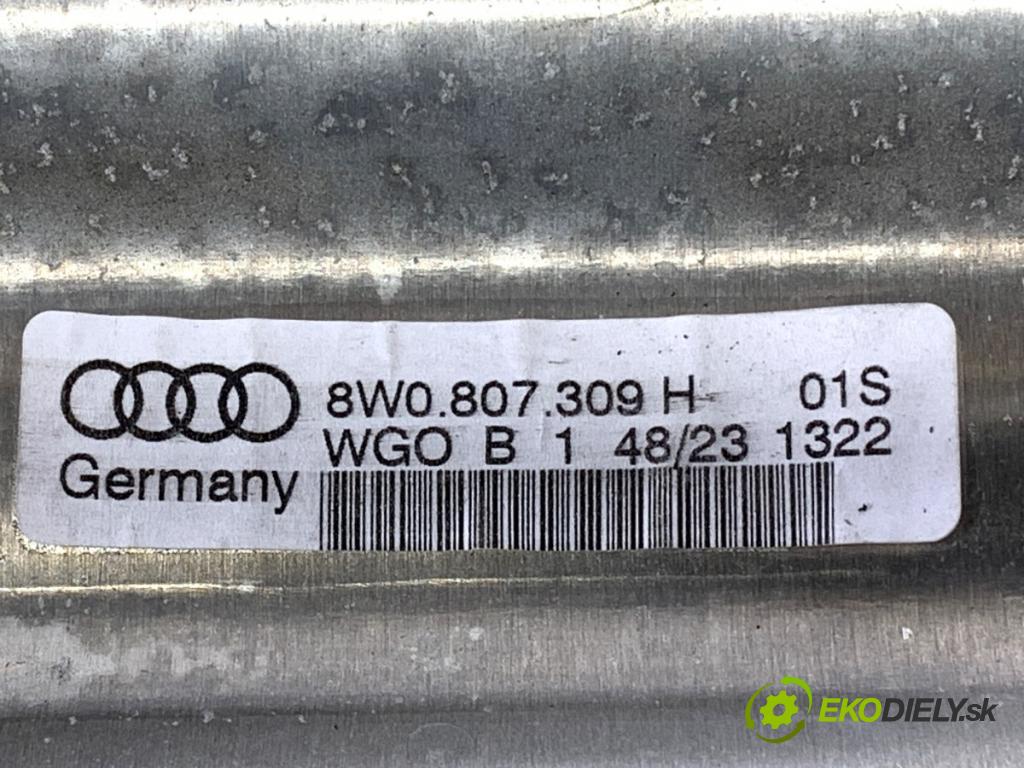 8W0.807.309 H 01S
WGO B 1 48/23 1322
Germany
EKODIELY.sk